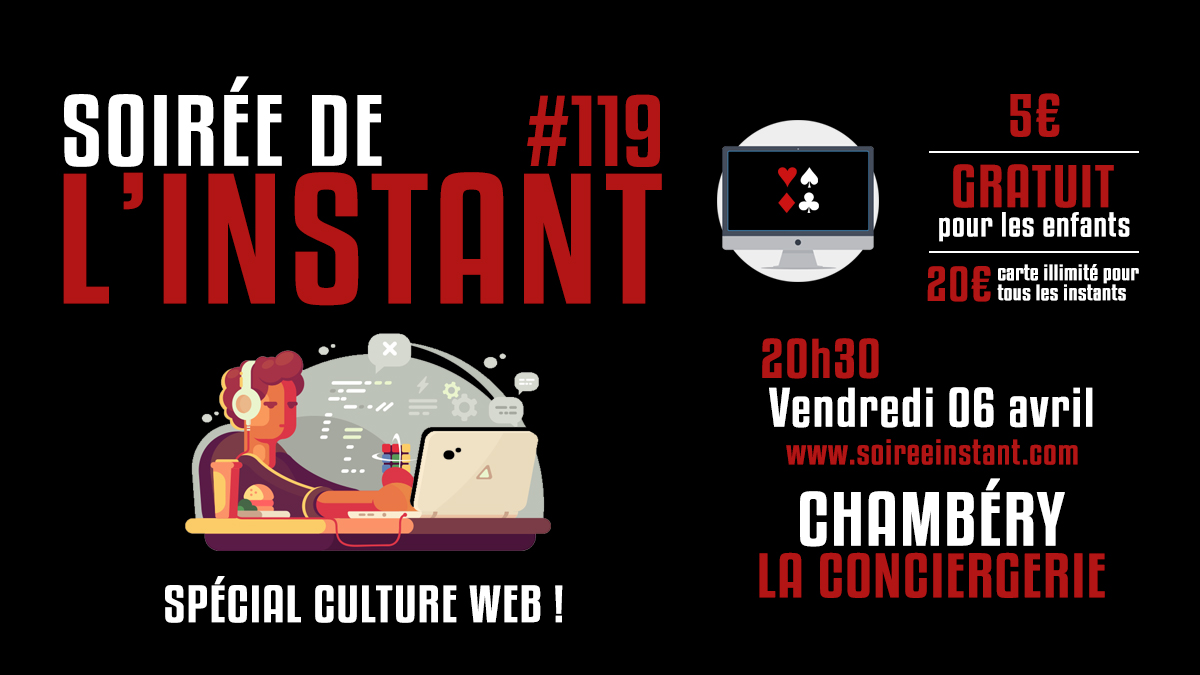 SOIRÉE DE #119
L'INSTANT
SPÉCIAL CULTURE WEB !
5€
GRATUIT
pour les enfants
20€ carte illimité pour
tous les instants
20h30
Vendredi 06 avril
www.soireeinstant.com
CHAMBÉRY
LA CONCIERGERIE